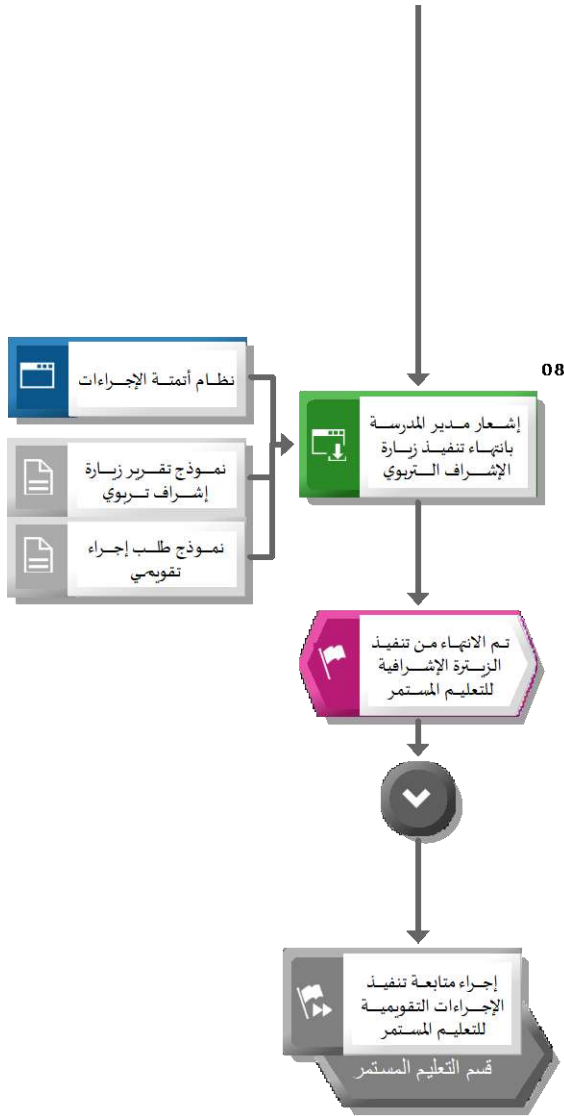 08
إشعار مدير المدرسة
بانتهاء تنفيذ زيارة
الإشراف التربوي
نظام أتمتة الإجراءات
نموذج تقرير زيارة
إشراف تربوي
نموذج طلب إجراء
تقويمي
تم الانتهاء من تنفيذ
الزيترة الإشرافية
للتعليم المستمر
إجراء متابعة تنفيذ
الإجراءات التقويمية
للتعليم المستمر
قسم التعليم المستمر